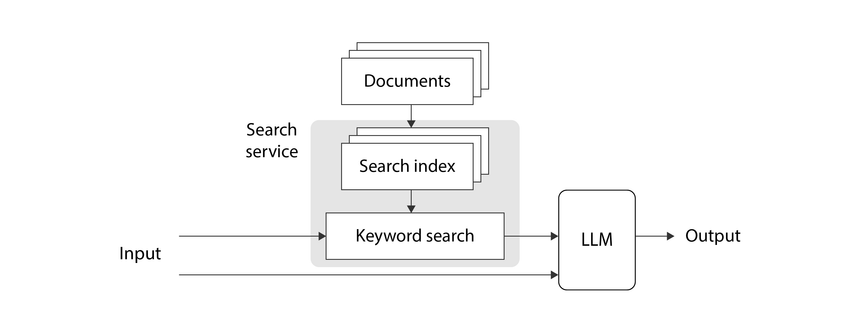 Documents
Search
service
Search index
Keyword search
Input
LLM
Output